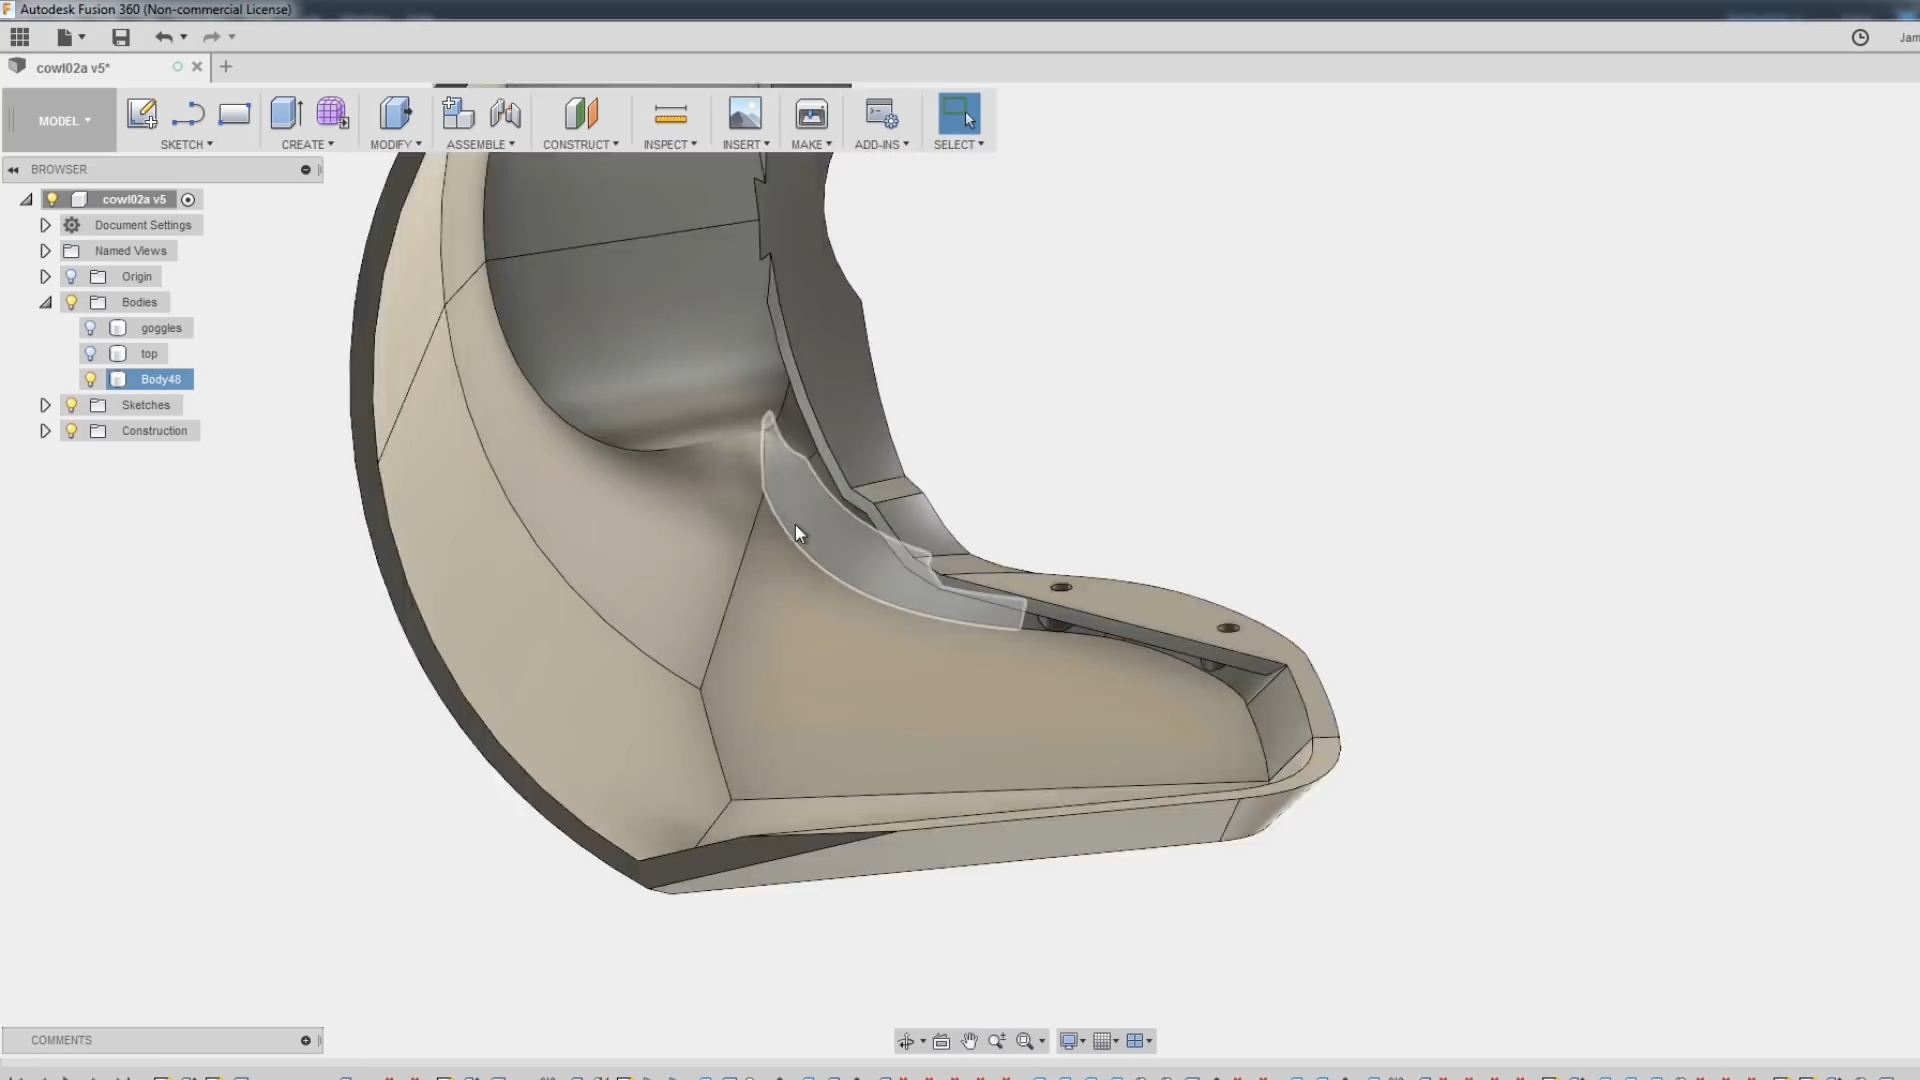 Autodesk Fusion 360 (Non-commercial License)
Jam
cowl02a v5*
MODEL
SKETCH
CREATE
MODIFY
ASSEMBLE
CONSTRUCT
INSPECT
INSERT
MAKE
ADD-INS
SELECT
BROWSER
cowl02a v5
Document Settings
Named Views
Origin
Bodies
goggles
top
Body48
Sketches
Construction
COMMENTS